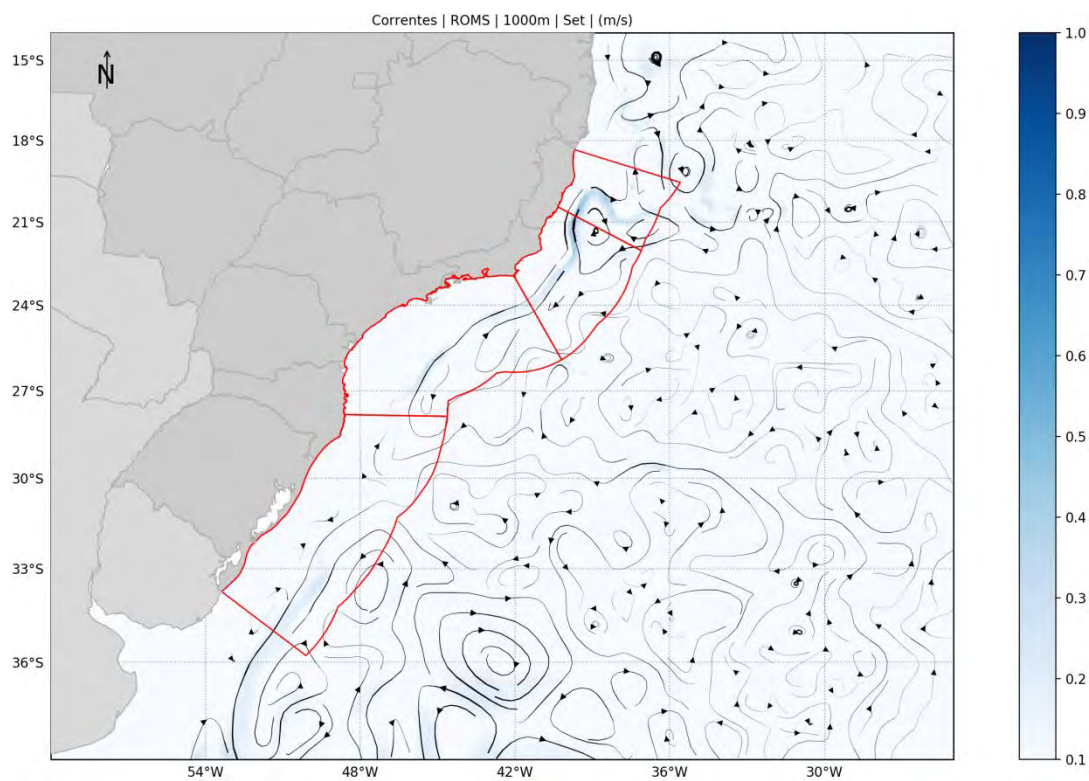 Correntes | ROMS | 1000m | Set | (m/s)
N
15°S
18°S
21°S
24°S
27°S
30°S
33°S
36°S
54°W
48°W
42°W
36°W
30°W
1.0
0.9
0.8
0.7
0.6
0.5
0.4
0.3
0.2
0.1